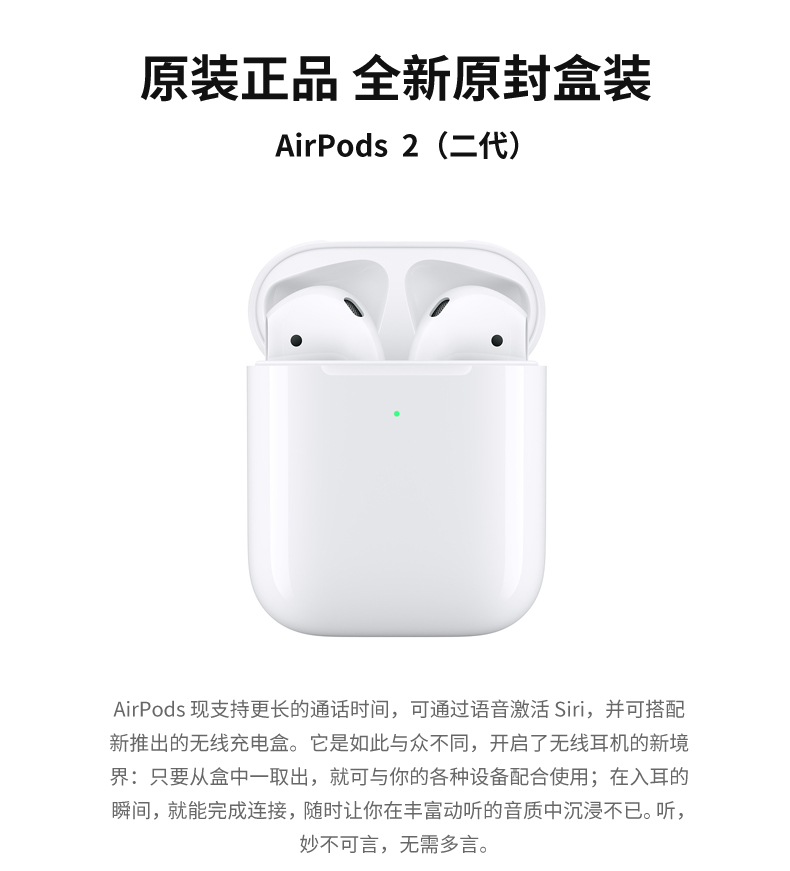 原装正品 全新原封盒装
AirPods 2（二代）
AirPods 现支持更长的通话时间，可通过语音激活 Siri，并可搭配
新推出的无线充电盒。它是如此与众不同，开启了无线耳机的新境
界：只要从盒中一取出，就可与你的各种设备配合使用；在入耳的
瞬间，就能完成连接，随时让你在丰富动听的音质中沉浸不已。听，
妙不可言，无需多言。